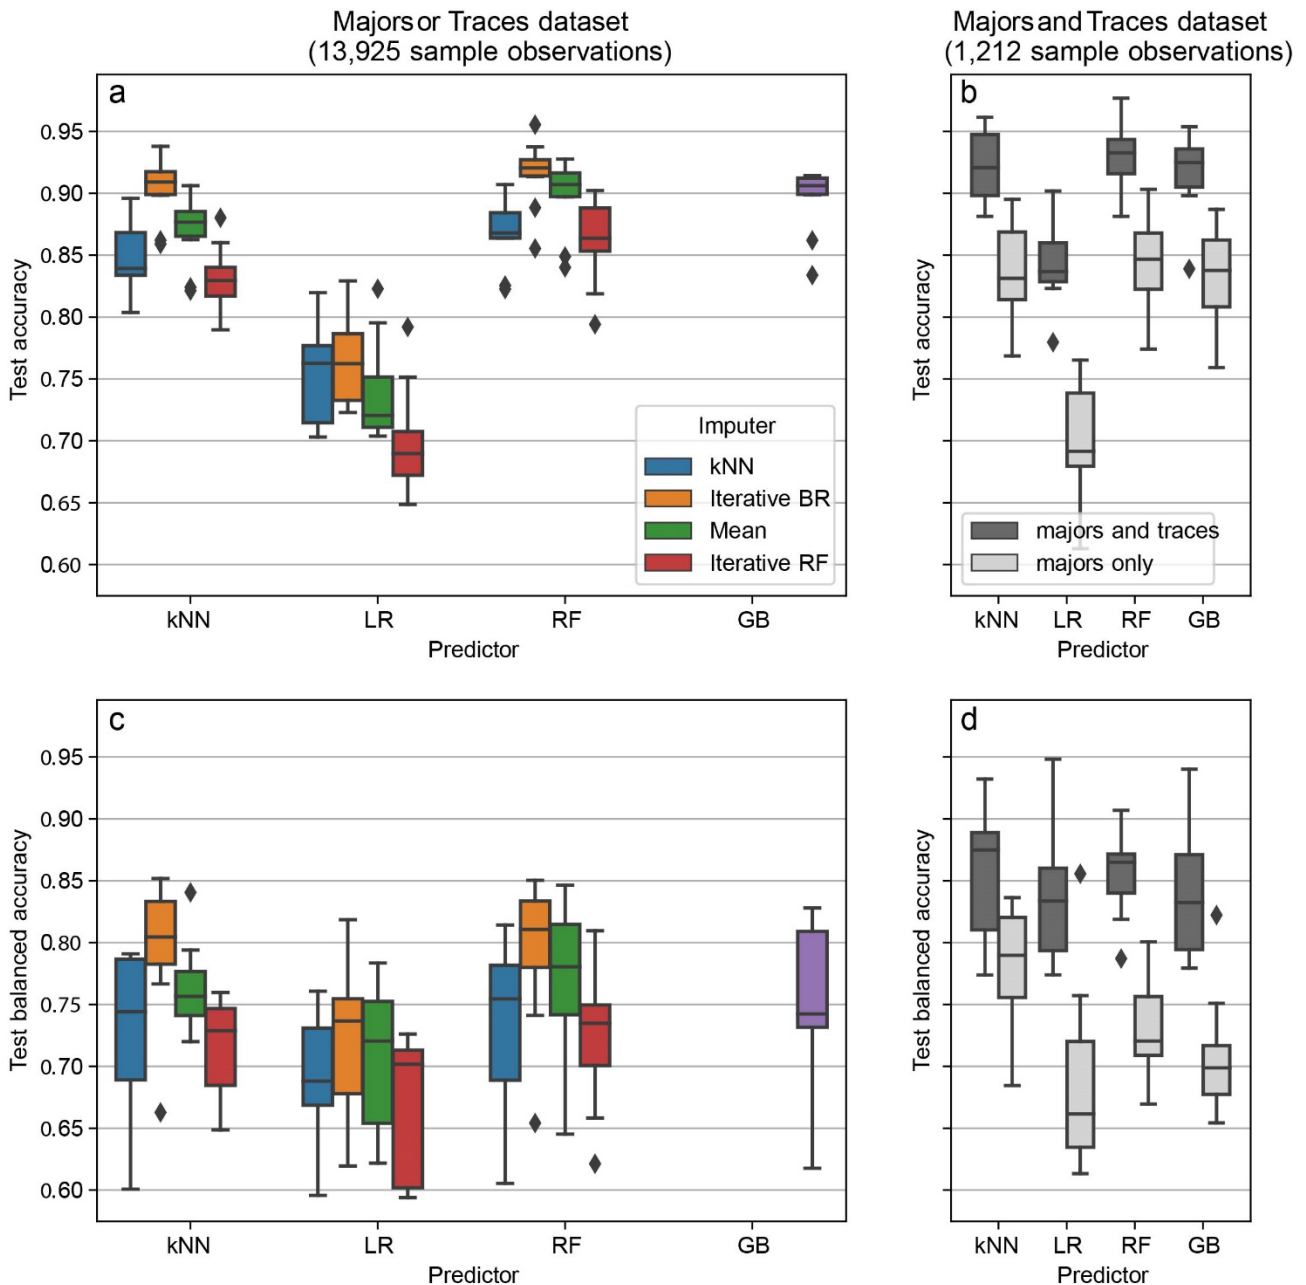 Majors or Traces dataset
(13,925 sample observations)
Majors and Traces dataset
(1,212 sample observations)
a
0.95
0.90
0.85
0.80
0.75
0.70
0.65
0.60
Test accuracy
Imputer
kNN
Iterative BR
Mean
Iterative RF
kNN LR RF GB
Predictor
b
Test accuracy
majors and traces
majors only
kNN LR RF GB
Predictor
c
0.95
0.90
0.85
0.80
0.75
0.70
0.65
0.60
Test balanced accuracy
kNN LR RF GB
Predictor
d
Test balanced accuracy
kNN LR RF GB
Predictor